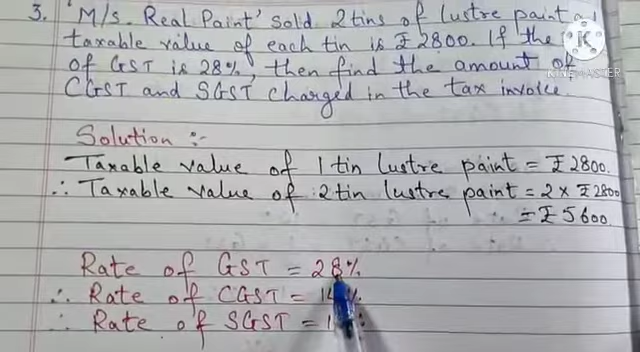 3. 'M/s. Real Paint' sold 2 tins of lustre paint
taxable value of each tin is ₹2800. If the
of GST is 28%, then find the amount of
CGST and SGST charged in the tax invoice.
KINEMASTER
Solution :-
Taxable value of 1 tin lustre paint = ₹2800.
∴ Taxable value of 2 tin lustre paint = 2 x ₹2800
= ₹5600.
Rate of GST = 28%
∴ Rate of CGST = 14%
∴ Rate of SGST =